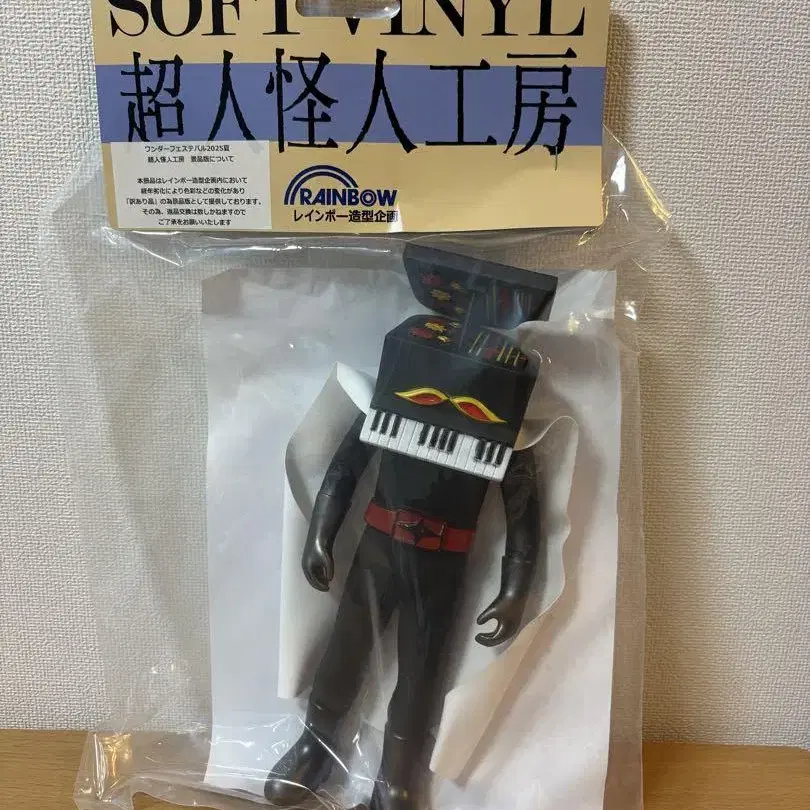 SOFT VINYL
超人怪人工房
ワンダーフェスティバル2025夏
超人怪人工房　景品版について
本景品はレインボー造型企画内において
経年劣化により色彩などの変化があり
「訳あり品」の為景品版として提供しております。
その為、返品交換は致しかねますので
ご了承をお願いいたします
RAINBOW
レインボー造型企画